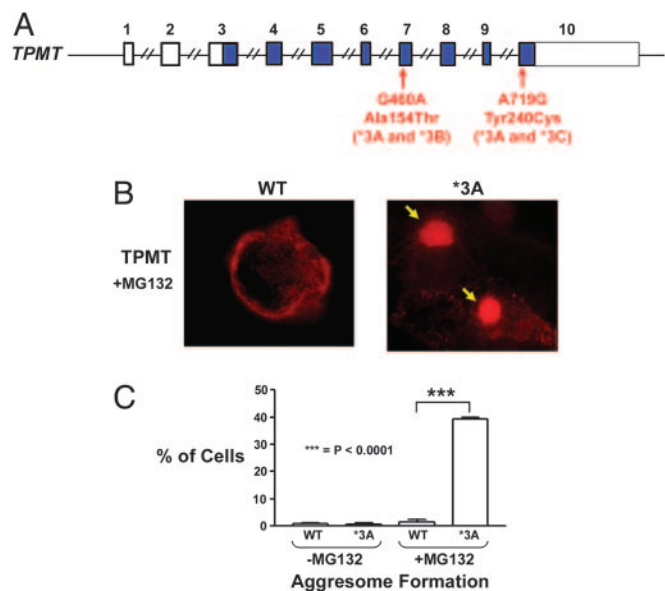 A
1 2 3 4 5 6 7 8 9 10
TPMT
G460A
Ala154Thr
(*3A and *3B)
A719G
Tyr240Cys
(*3A and *3C)
B
WT *3A
TPMT
+MG132
C
50
40
30
20
10
0
% of Cells
***
*** = P < 0.0001
WT *3A WT *3A
-MG132 +MG132
Aggresome Formation